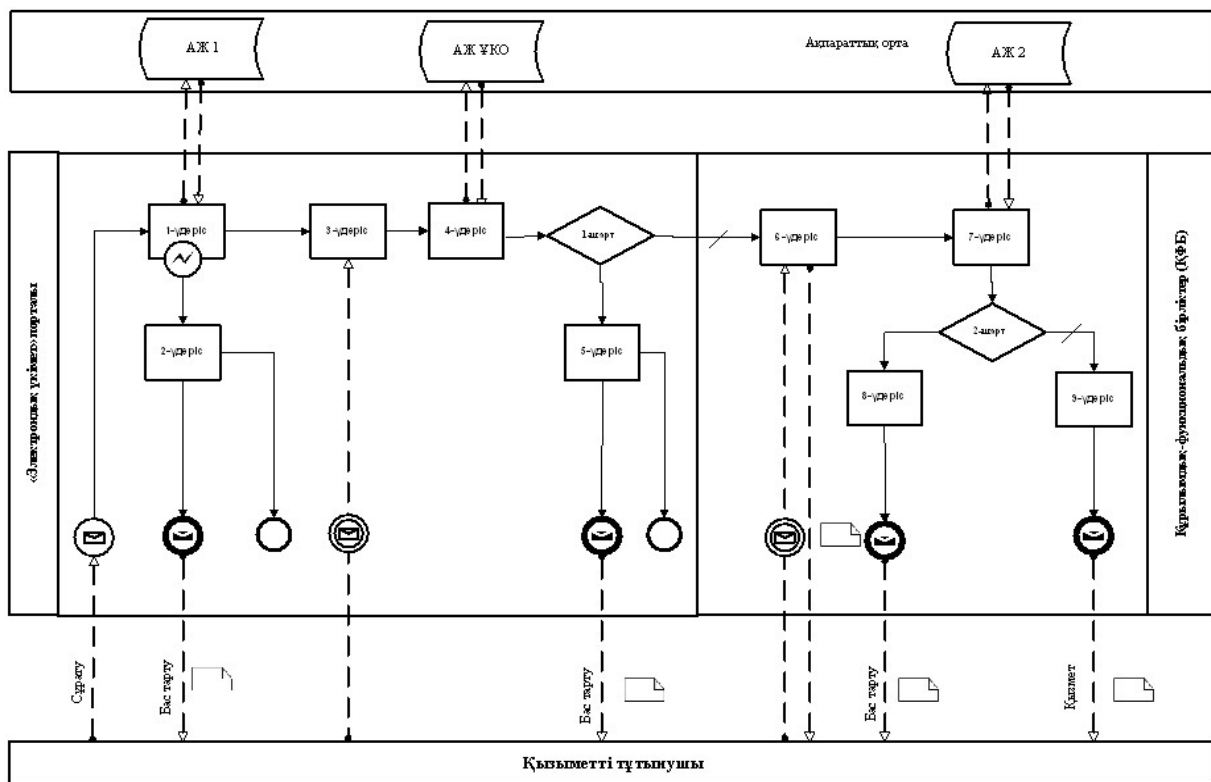 АЖ 1
АЖ ҰКО
Ақпараттық орта
АЖ 2
«Электрондық үкімет» порталы
1-үдеріс
3-үдеріс
4-үдеріс
1-шарт
6-үдеріс
7-үдеріс
2-үдеріс
5-үдеріс
2-шарт
8-үдеріс
9-үдеріс
Құрылымдық-функционалдық бірліктер (ҚФБ)
Сұрату
Бас тарту
Бас тарту
Бас тарту
Қызмет
Қызыметті тұтынушы